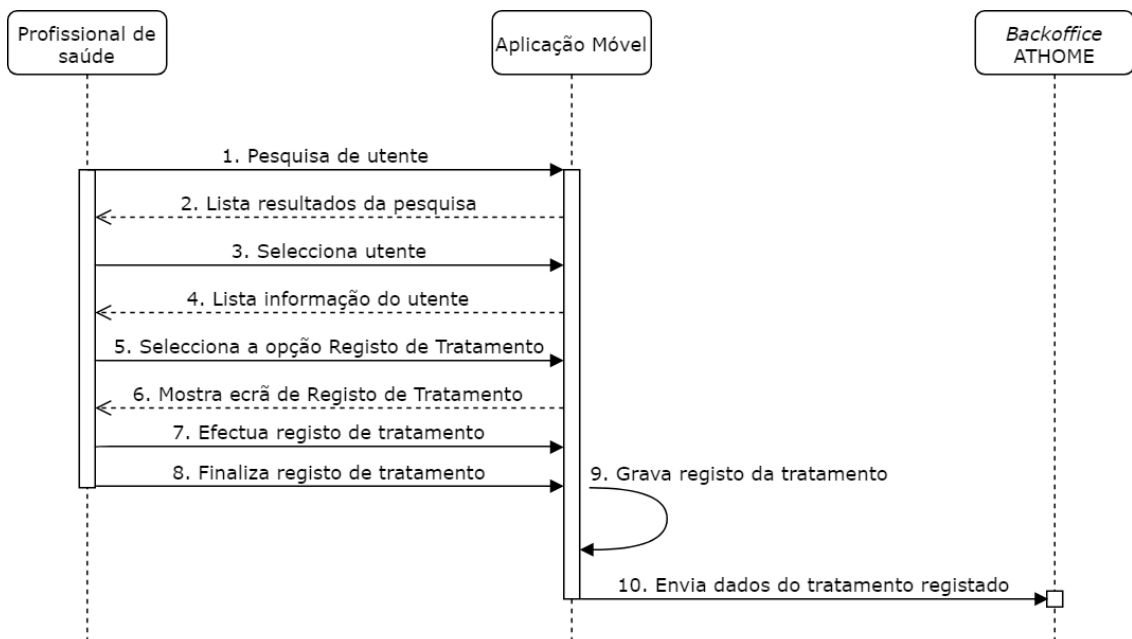 Profissional de
saúde
Aplicação Móvel
Backoffice
ATHOME
1. Pesquisa de utente
2. Lista resultados da pesquisa
3. Selecciona utente
4. Lista informação do utente
5. Selecciona a opção Registo de Tratamento
6. Mostra ecrã de Registo de Tratamento
7. Efectua registo de tratamento
8. Finaliza registo de tratamento
9. Grava registo da tratamento
10. Envia dados do tratamento registado